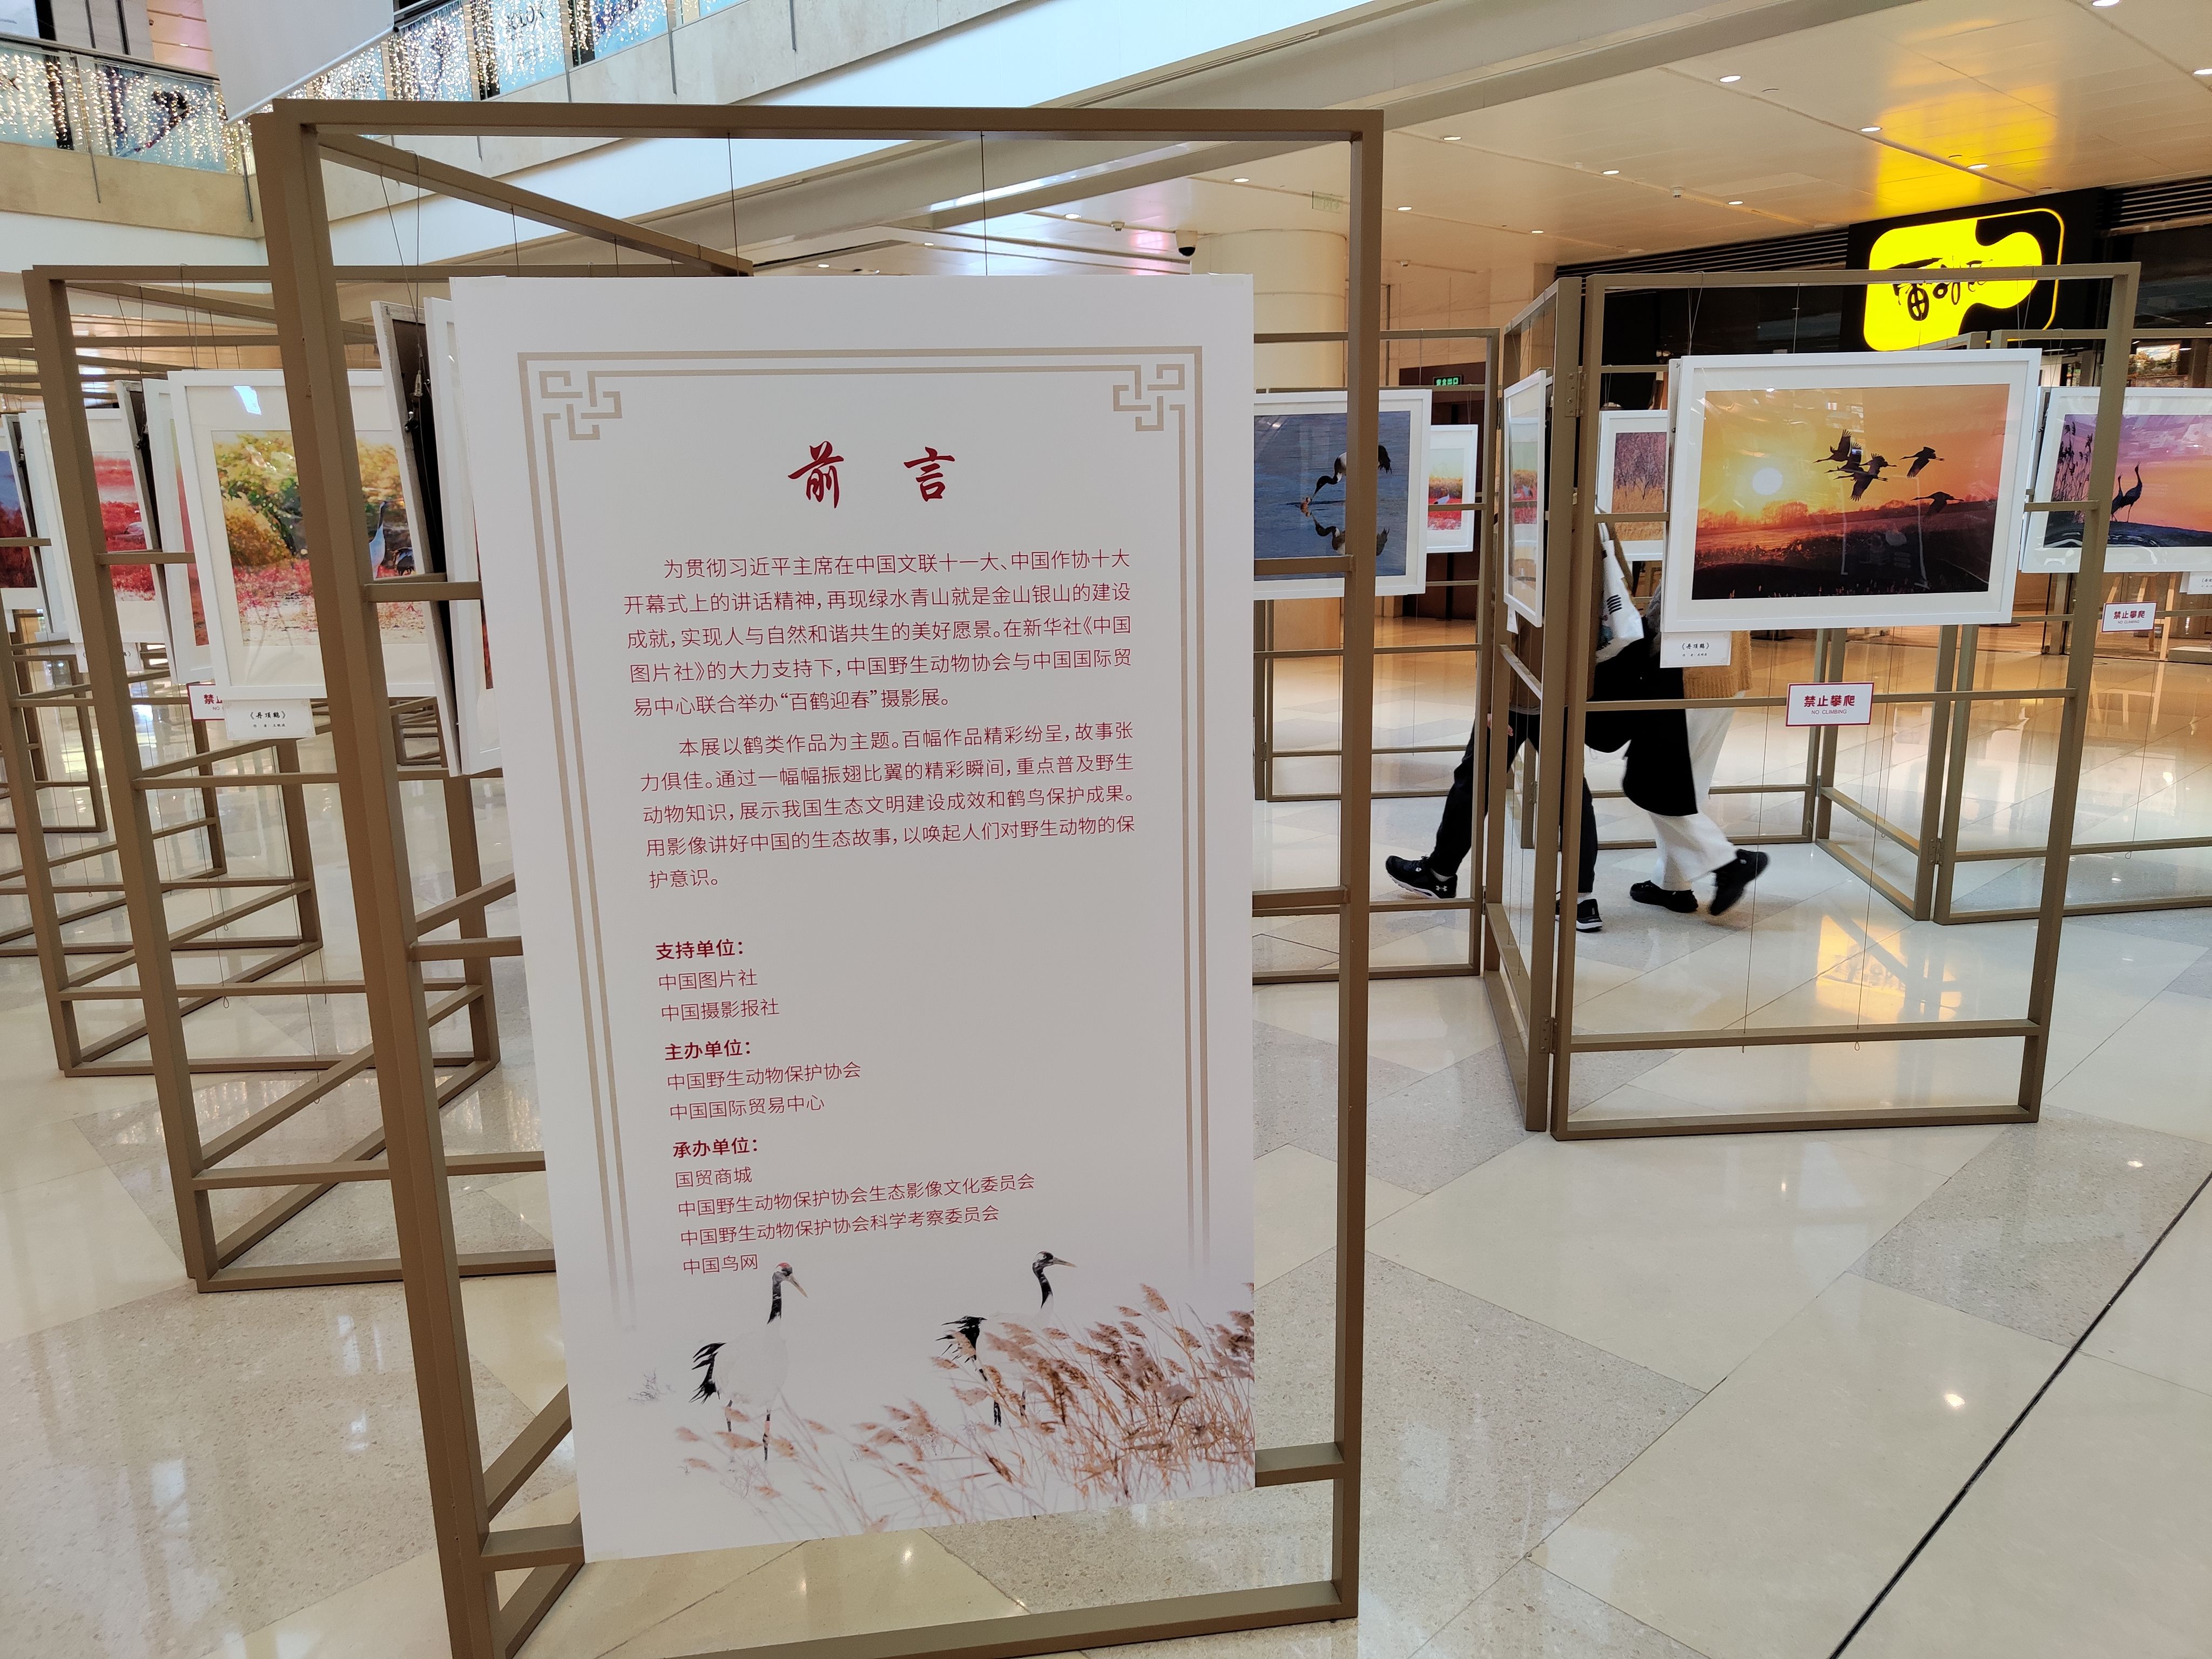 前言
为贯彻习近平主席在中国文联十一大、中国作协十大
开幕式上的讲话精神，再现绿水青山就是金山银山的建设
成就，实现人与自然和谐共生的美好愿景。在新华社《中国
图片社》的大力支持下，中国野生动物协会与中国国际贸
易中心联合举办“百鹤迎春”摄影展。
本展以鹤类作品为主题。百幅作品精彩纷呈，故事张
力俱佳。通过一幅幅振翅比翼的精彩瞬间，重点普及野生
动物知识，展示我国生态文明建设成效和鹤鸟保护成果。
用影像讲好中国的生态故事，以唤起人们对野生动物的保
护意识。
支持单位：
中国图片社
中国摄影报社
主办单位：
中国野生动物保护协会
中国国际贸易中心
承办单位：
国贸商城
中国野生动物保护协会生态影像文化委员会
中国野生动物保护协会科学考察委员会
中国鸟网
《丹顶鹤》
《丹顶鹤》
禁止攀爬
NO CLIMBING
禁止攀爬
NO CLIMBING
安全出口